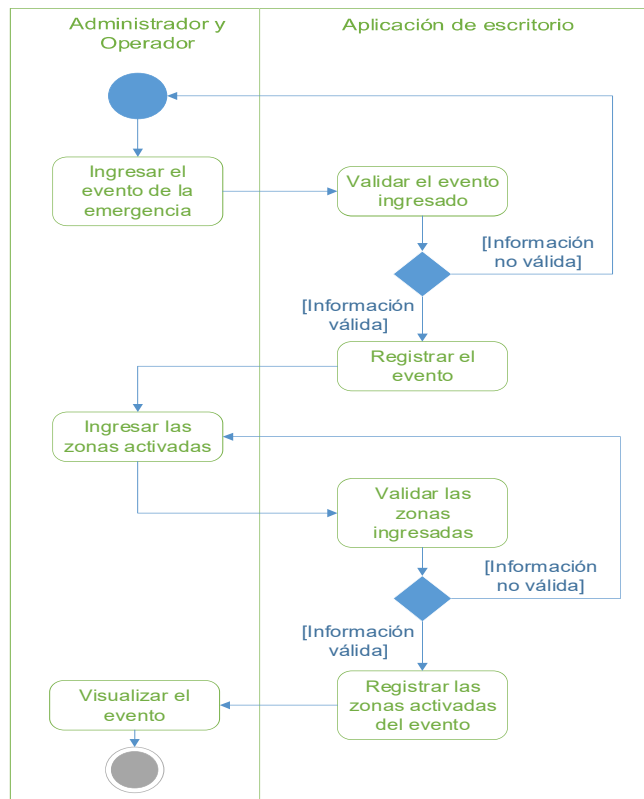 Administrador y
Operador
Aplicación de escritorio
Ingresar el
evento de la
emergencia
Validar el evento
ingresado
[Información
no válida]
[Información
válida]
Registrar el
evento
Ingresar las
zonas activadas
Validar las
zonas
ingresadas
[Información
no válida]
[Información
válida]
Registrar las
zonas activadas
del evento
Visualizar el
evento